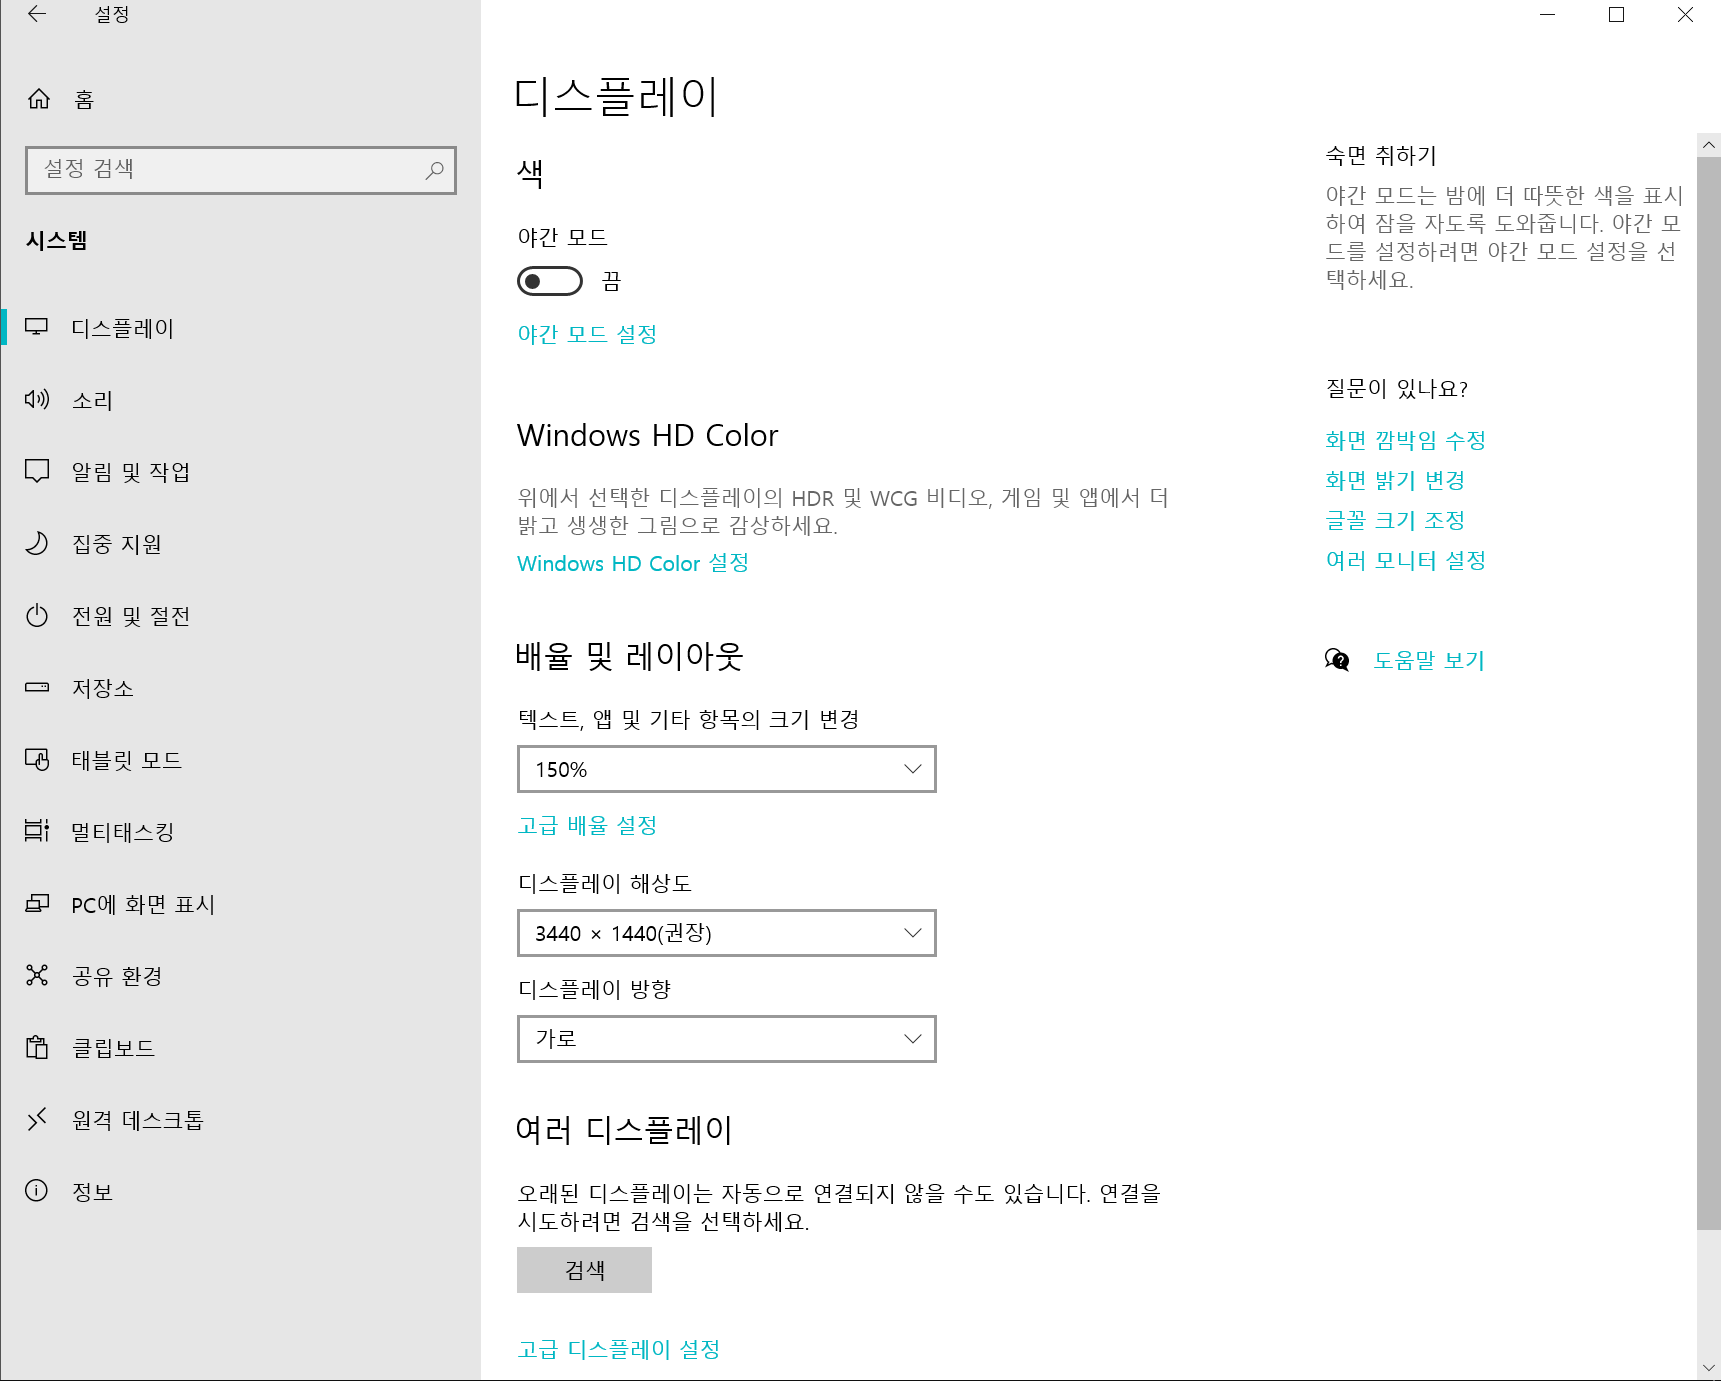 설정
홈
설정 검색
시스템
디스플레이
소리
알림 및 작업
집중 지원
전원 및 절전
저장소
태블릿 모드
멀티태스킹
PC에 화면 표시
공유 환경
클립보드
원격 데스크톱
정보
디스플레이
색
야간 모드
끔
야간 모드 설정
Windows HD Color
위에서 선택한 디스플레이의 HDR 및 WCG 비디오, 게임 및 앱에서 더
밝고 생생한 그림으로 감상하세요.
Windows HD Color 설정
배율 및 레이아웃
텍스트, 앱 및 기타 항목의 크기 변경
150%
고급 배율 설정
디스플레이 해상도
3440 × 1440(권장)
디스플레이 방향
가로
여러 디스플레이
오래된 디스플레이는 자동으로 연결되지 않을 수도 있습니다. 연결을
시도하려면 검색을 선택하세요.
검색
고급 디스플레이 설정
숙면 취하기
야간 모드는 밤에 더 따뜻한 색을 표시
하여 잠을 자도록 도와줍니다. 야간 모
드를 설정하려면 야간 모드 설정을 선
택하세요.
질문이 있나요?
화면 깜박임 수정
화면 밝기 변경
글꼴 크기 조정
여러 모니터 설정
도움말 보기